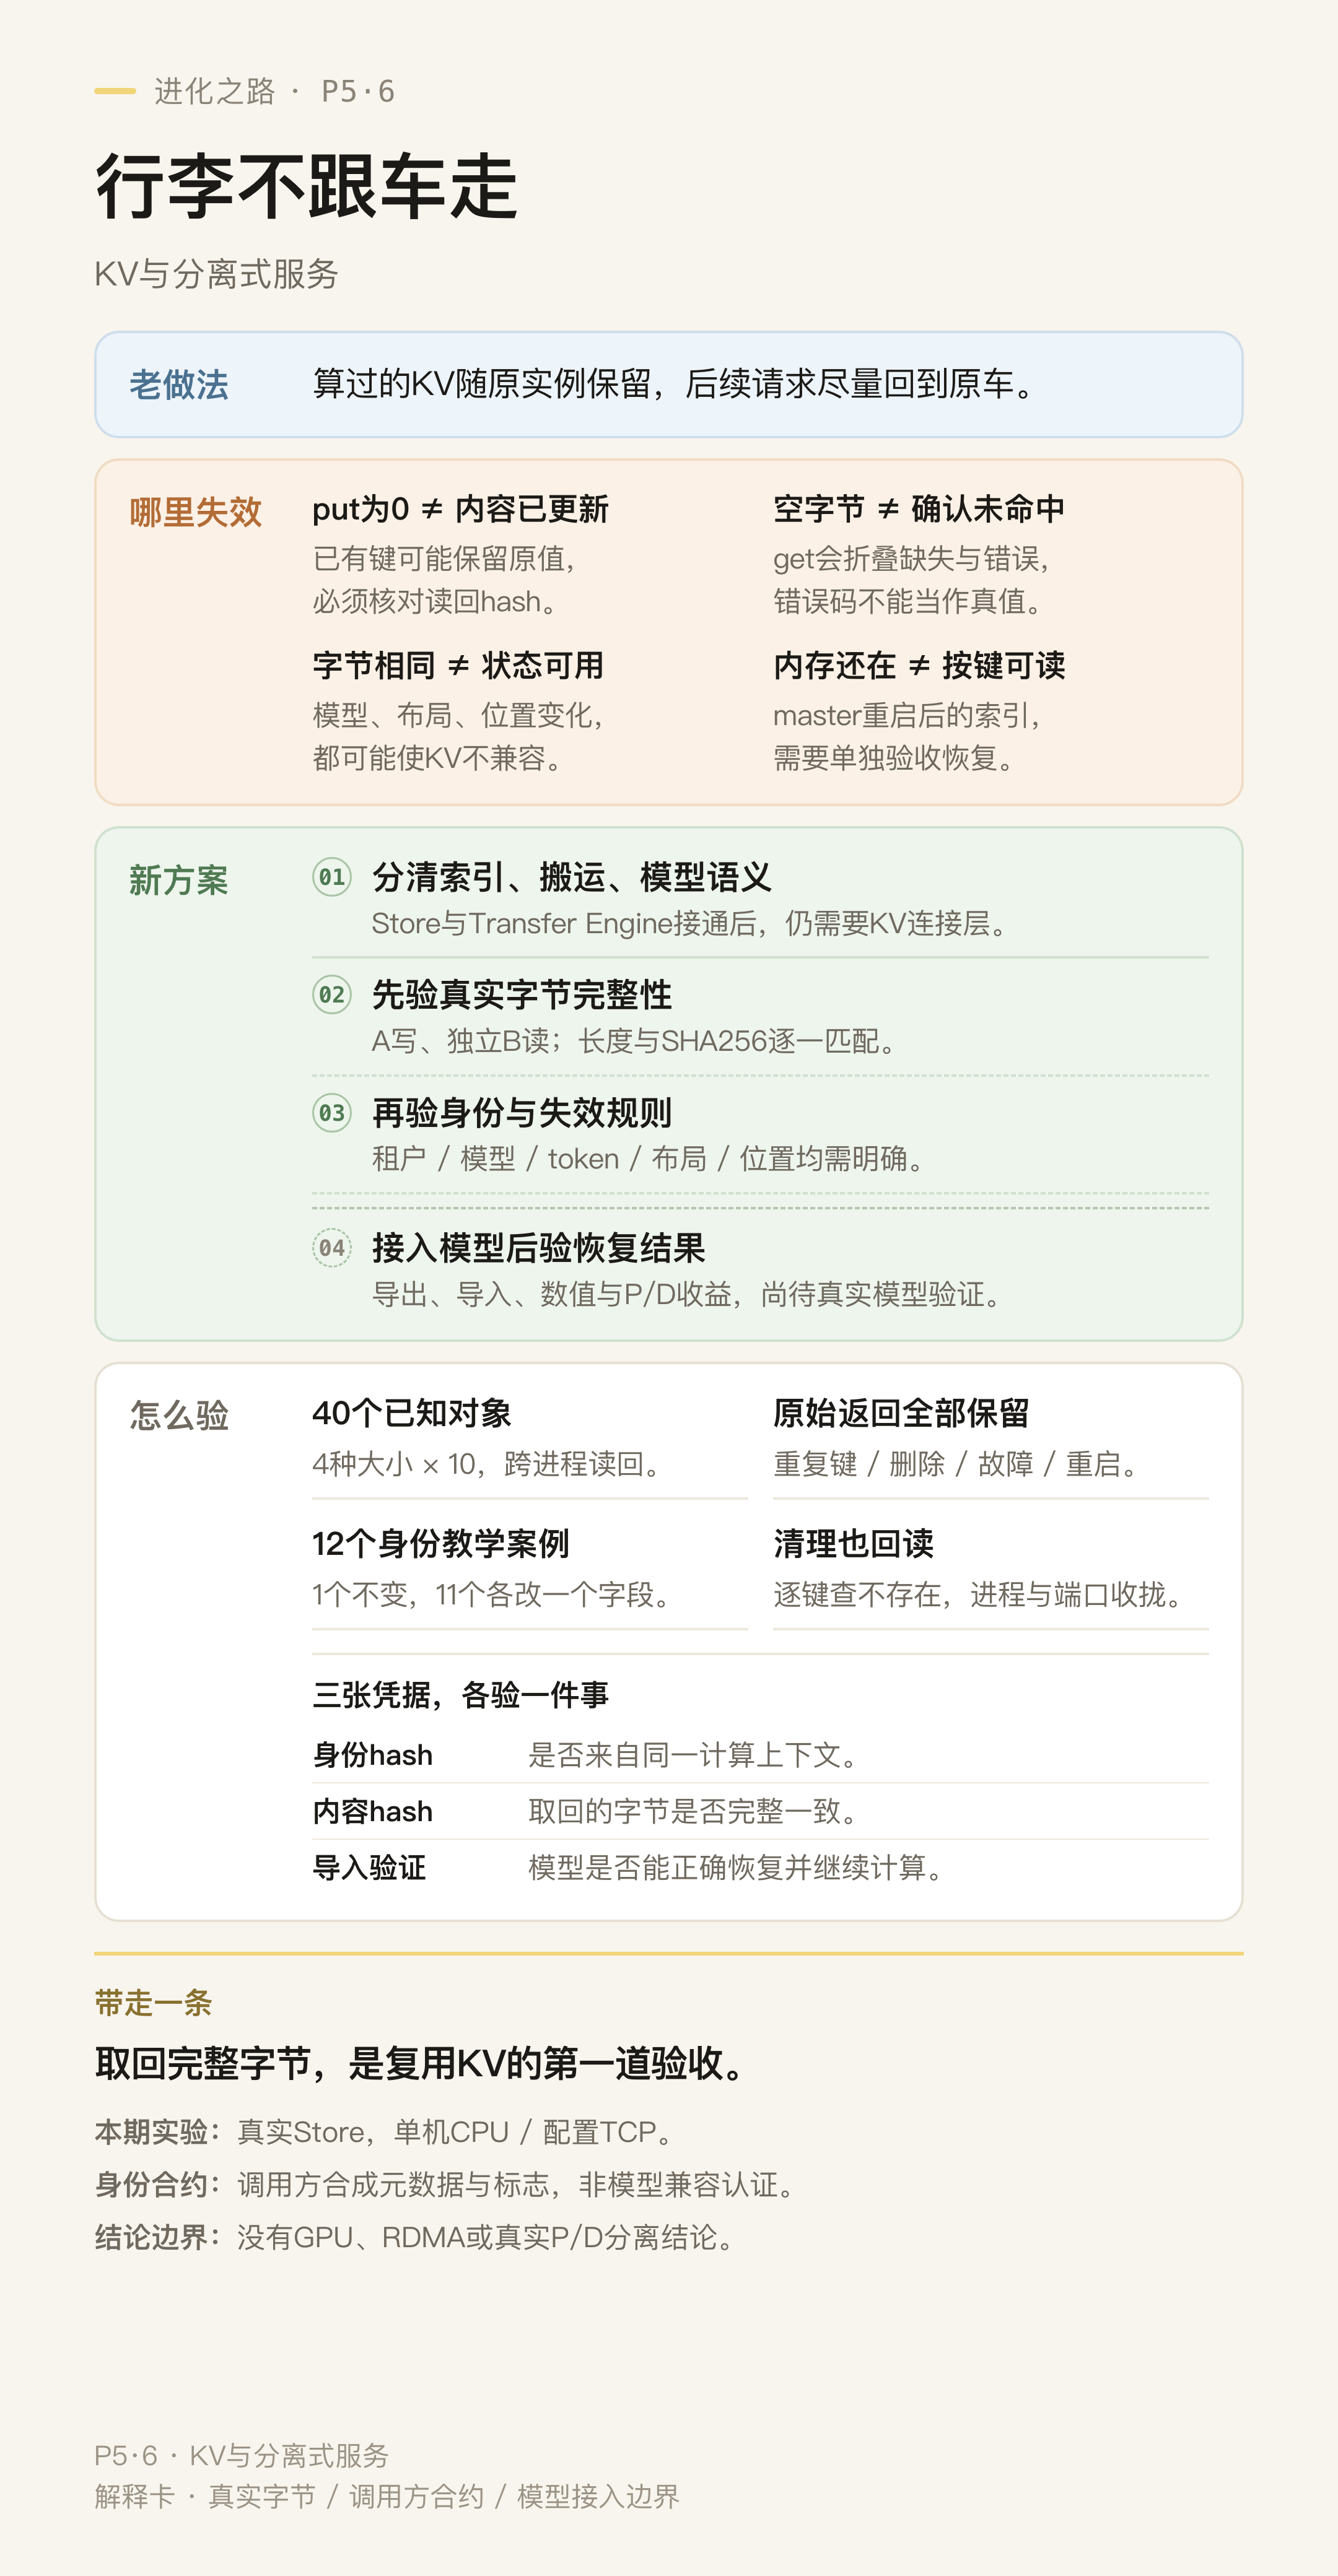 进化之路 · P5·6
行李不跟车走
KV与分离式服务
老做法
算过的KV随原实例保留，后续请求尽量回到原车。
哪里失效
put为0 ≠ 内容已更新
已有键可能保留原值，
必须核对读回hash。
空字节 ≠ 确认未命中
get会折叠缺失与错误，
错误码不能当作真值。
字节相同 ≠ 状态可用
模型、布局、位置变化，
都可能使KV不兼容。
内存还在 ≠ 按键可读
master重启后的索引，
需要单独验收恢复。
新方案
01 分清索引、搬运、模型语义
Store与Transfer Engine接通后，仍需要KV连接层。
02 先验真实字节完整性
A写、独立B读；长度与SHA256逐一匹配。
03 再验身份与失效规则
租户 / 模型 / token / 布局 / 位置均需明确。
04 接入模型后验恢复结果
导出、导入、数值与P/D收益，尚待真实模型验证。
怎么验
40个已知对象
4种大小 × 10，跨进程读回。
原始返回全部保留
重复键 / 删除 / 故障 / 重启。
12个身份教学案例
1个不变，11个各改一个字段。
清理也回读
逐键查不存在，进程与端口收拢。
三张凭据，各验一件事
身份hash 是否来自同一计算上下文。
内容hash 取回的字节是否完整一致。
导入验证 模型是否能正确恢复并继续计算。
带走一条
取回完整字节，是复用KV的第一道验收。
本期实验：真实Store，单机CPU / 配置TCP。
身份合约：调用方合成元数据与标志，非模型兼容认证。
结论边界：没有GPU、RDMA或真实P/D分离结论。
P5·6 · KV与分离式服务
解释卡 · 真实字节 / 调用方合约 / 模型接入边界